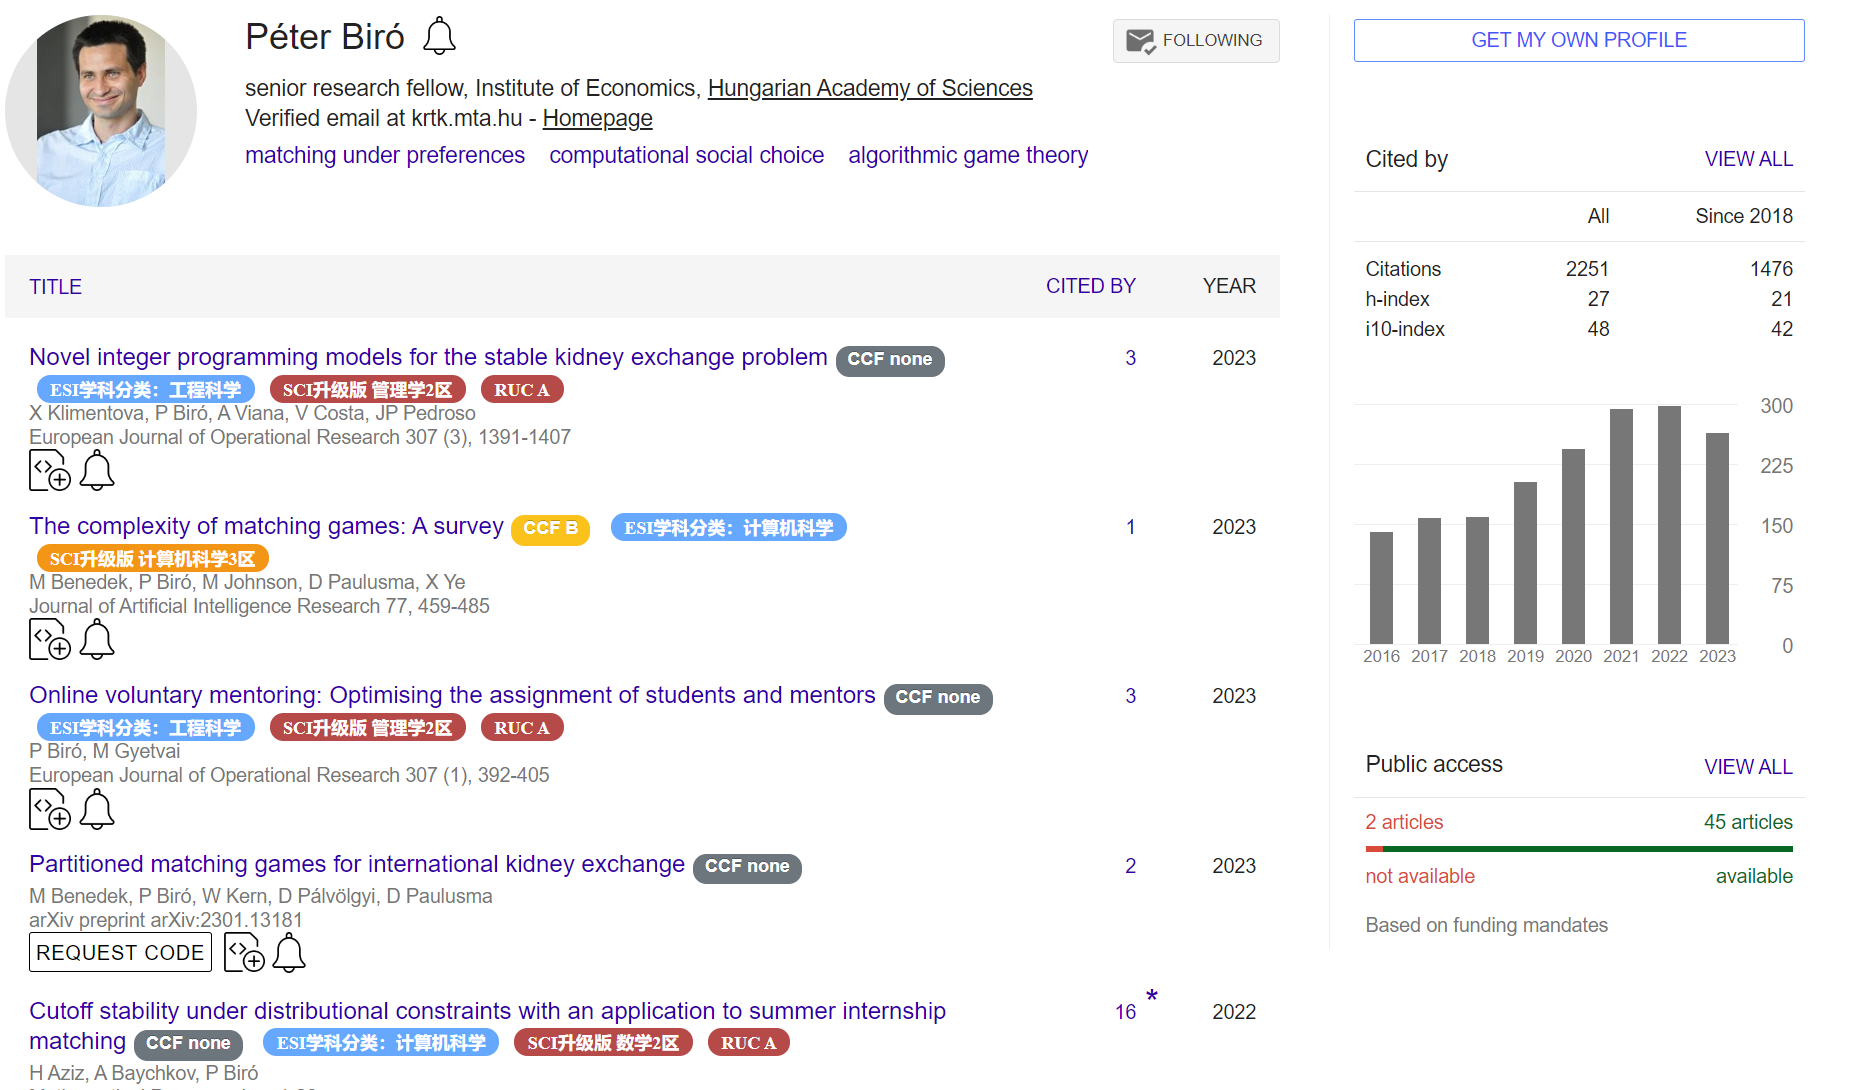 Péter Biró
FOLLOWING
senior research fellow, Institute of Economics, Hungarian Academy of Sciences
Verified email at krtk.mta.hu - Homepage
matching under preferences computational social choice algorithmic game theory
TITLE CITED BY YEAR
Novel integer programming models for the stable kidney exchange problem CCF none 3 2023
ESI学科分类：工程科学 SCI升级版 管理学2区 RUC A
X Klimentova, P Biró, A Viana, V Costa, JP Pedroso
European Journal of Operational Research 307 (3), 1391-1407
The complexity of matching games: A survey CCF B ESI学科分类：计算机科学 1 2023
SCI升级版 计算机科学3区
M Benedek, P Biró, M Johnson, D Paulusma, X Ye
Journal of Artificial Intelligence Research 77, 459-485
Online voluntary mentoring: Optimising the assignment of students and mentors CCF none 3 2023
ESI学科分类：工程科学 SCI升级版 管理学2区 RUC A
P Biró, M Gyetvai
European Journal of Operational Research 307 (1), 392-405
Partitioned matching games for international kidney exchange CCF none 2 2023
M Benedek, P Biró, W Kern, D Pálvölgyi, D Paulusma
arXiv preprint arXiv:2301.13181
REQUEST CODE
Cutoff stability under distributional constraints with an application to summer internship 16 * 2022
matching CCF none ESI学科分类：计算机科学 SCI升级版 数学2区 RUC A
H Aziz, A Baychkov, P Biró
GET MY OWN PROFILE
Cited by VIEW ALL
All Since 2018
Citations 2251 1476
h-index 27 21
i10-index 48 42
300
225
150
75
0
2016 2017 2018 2019 2020 2021 2022 2023
Public access VIEW ALL
2 articles 45 articles
not available available
Based on funding mandates